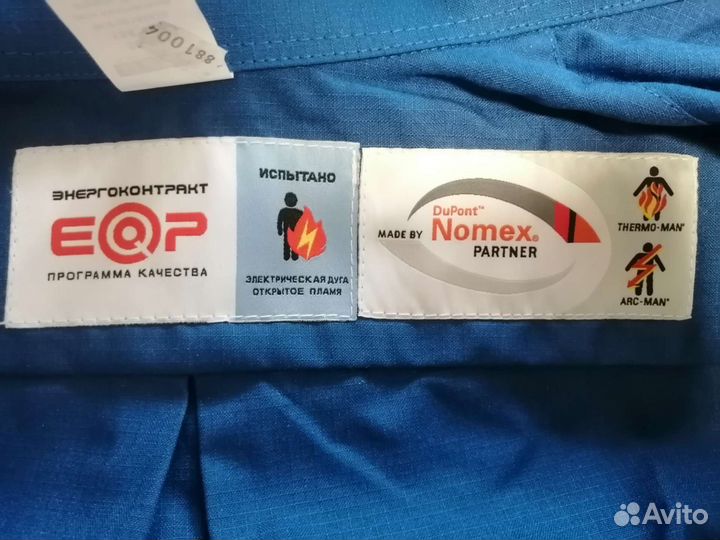 881004
ЭНЕРГОКОНТРАКТ
EQP
ПРОГРАММА КАЧЕСТВА
ИСПЫТАНО
ЭЛЕКТРИЧЕСКАЯ ДУГА
ОТКРЫТОЕ ПЛАМЯ
DuPont™
MADE BY Nomex®
PARTNER
THERMO-MAN®
ARC-MAN®
Avito